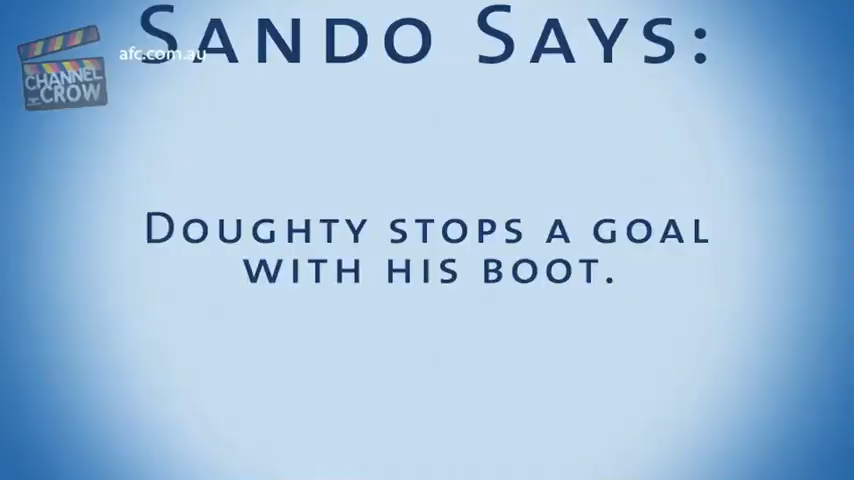 SANDO SAYS:
afc.com.au
CHANNEL
CROW
DOUGHTY STOPS A GOAL
WITH HIS BOOT.